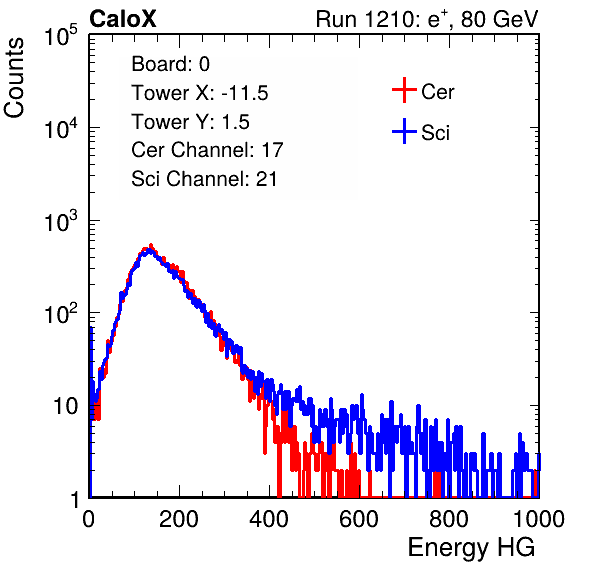 CaloX Run 1210: e⁺, 80 GeV
Counts
10⁵
10⁴
10³
10²
10
1
Board: 0
Tower X: -11.5
Tower Y: 1.5
Cer Channel: 17
Sci Channel: 21
Cer
Sci
0 200 400 600 800 1000
Energy HG